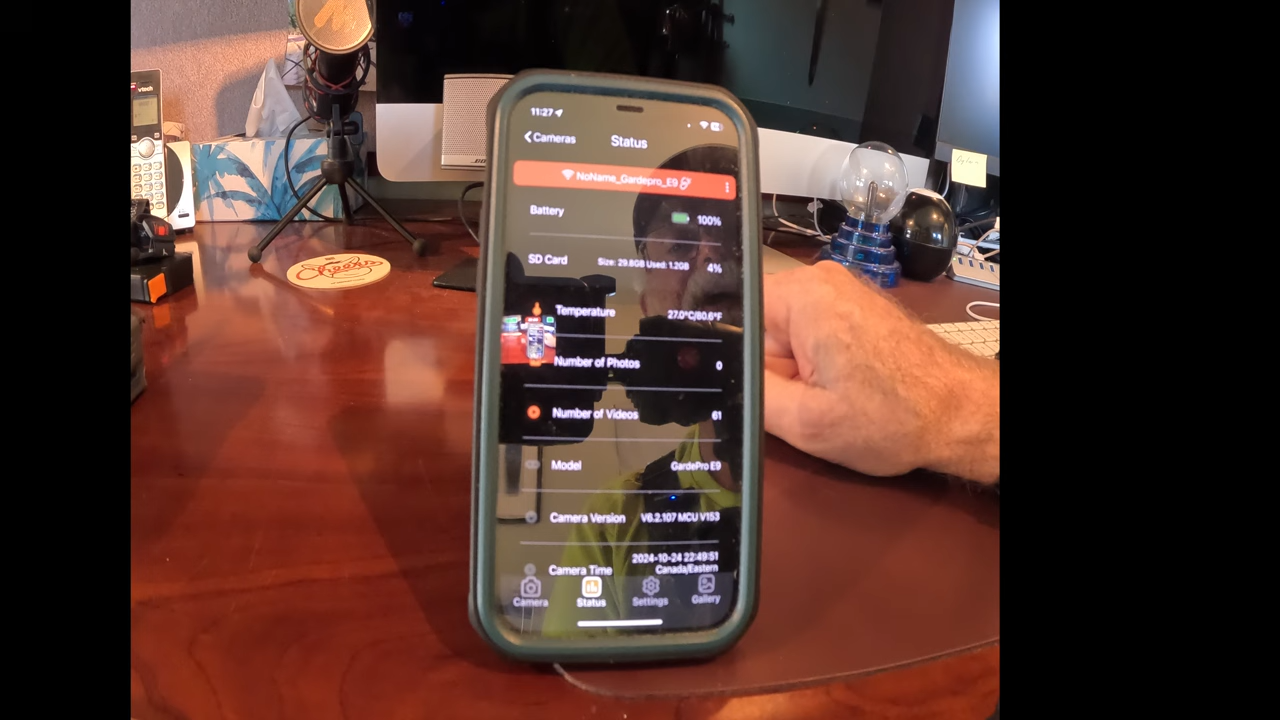 vtech
11:27
Cameras
Status
NoName_Gardepro_E9
Battery
100%
SD Card
Size: 29.8GB Used: 1.2GB
4%
Temperature
27.0°C/80.6°F
Number of Photos
0
Number of Videos
61
Model
GardePro E9
Camera Version
V6.2.107 MCU V153
Camera Time
2024-10-24 22:49:51
Canada/Eastern
Camera
Status
Settings
Gallery
Cheers